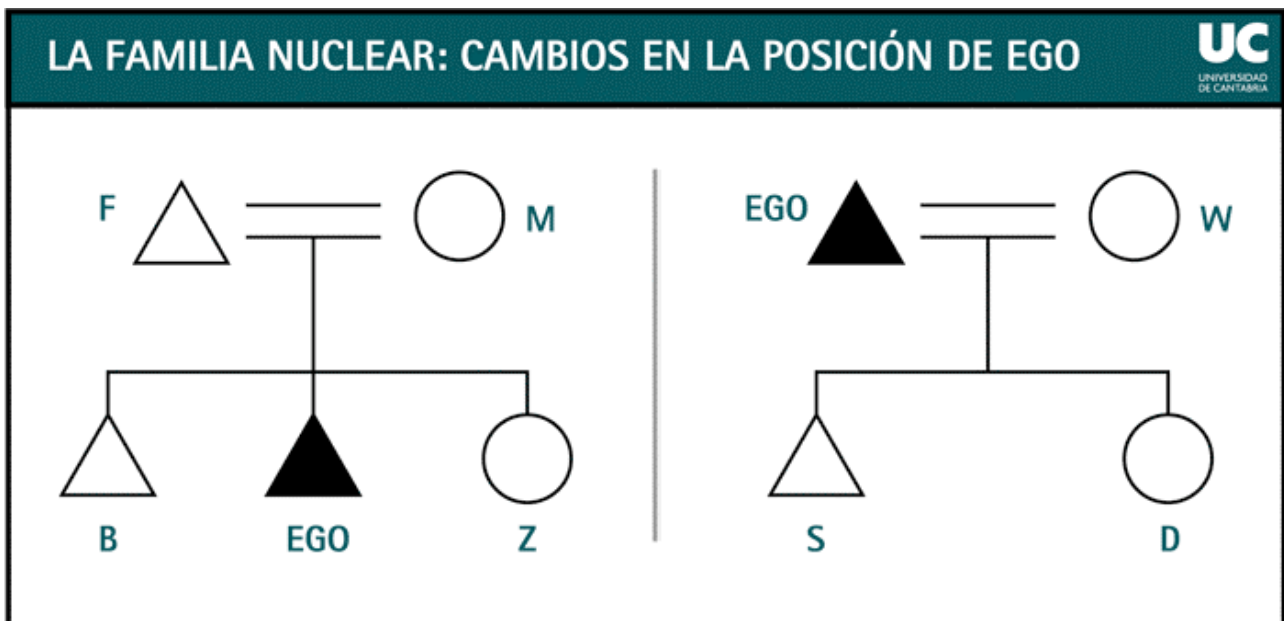 LA FAMILIA NUCLEAR: CAMBIOS EN LA POSICIÓN DE EGO
UC
UNIVERSIDAD
DE CANTABRIA
F
M
B
EGO
Z
EGO
W
S
D